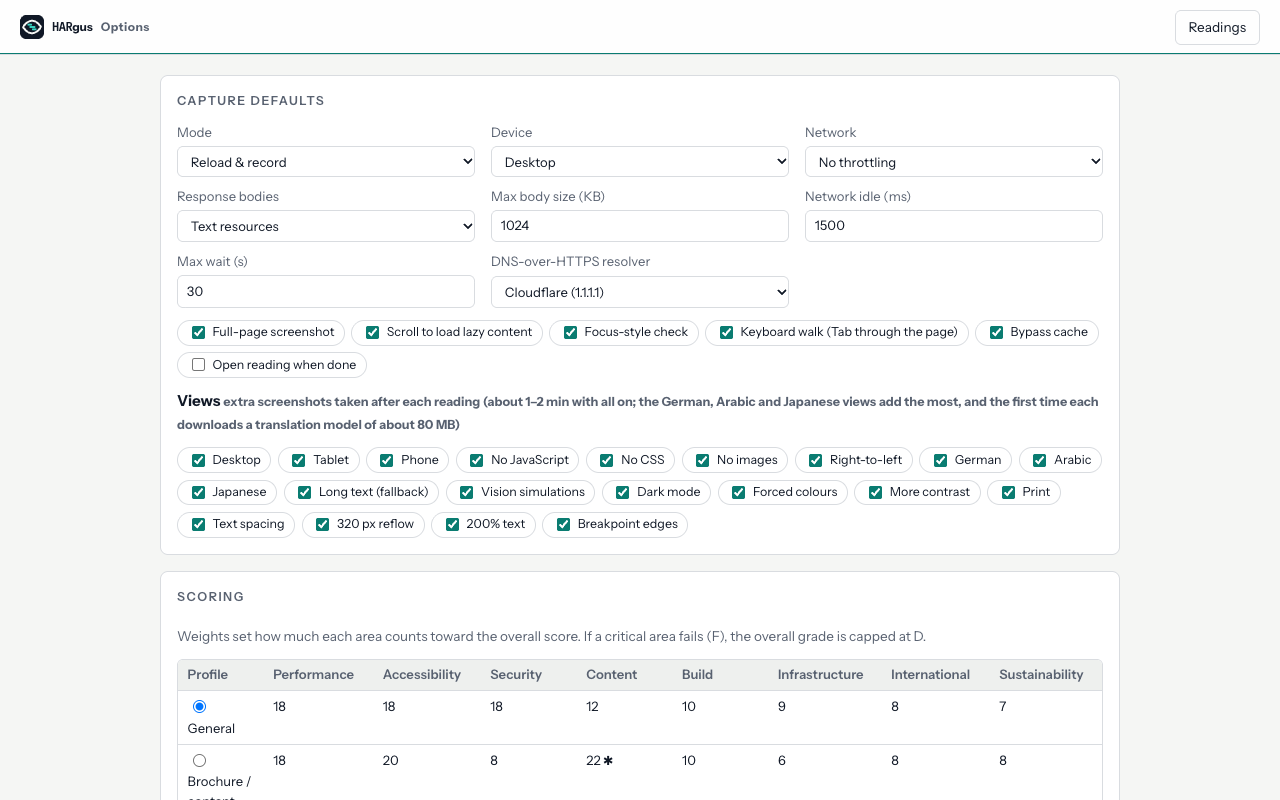 HARgus Options
Readings
CAPTURE DEFAULTS
Mode
Device
Network
Reload & record
Desktop
No throttling
Response bodies
Max body size (KB)
Network idle (ms)
Text resources
1024
1500
Max wait (s)
DNS-over-HTTPS resolver
30
Cloudflare (1.1.1.1)
Full-page screenshot
Scroll to load lazy content
Focus-style check
Keyboard walk (Tab through the page)
Bypass cache
Open reading when done
Views extra screenshots taken after each reading (about 1–2 min with all on; the German, Arabic and Japanese views add the most, and the first time each
downloads a translation model of about 80 MB)
Desktop
Tablet
Phone
No JavaScript
No CSS
No images
Right-to-left
German
Arabic
Japanese
Long text (fallback)
Vision simulations
Dark mode
Forced colours
More contrast
Print
Text spacing
320 px reflow
200% text
Breakpoint edges
SCORING
Weights set how much each area counts toward the overall score. If a critical area fails (F), the overall grade is capped at D.
Profile Performance Accessibility Security Content Build Infrastructure International Sustainability
General 18 18 18 12 10 9 8 7
Brochure / 18 20 8 22 ✱ 10 6 8 8